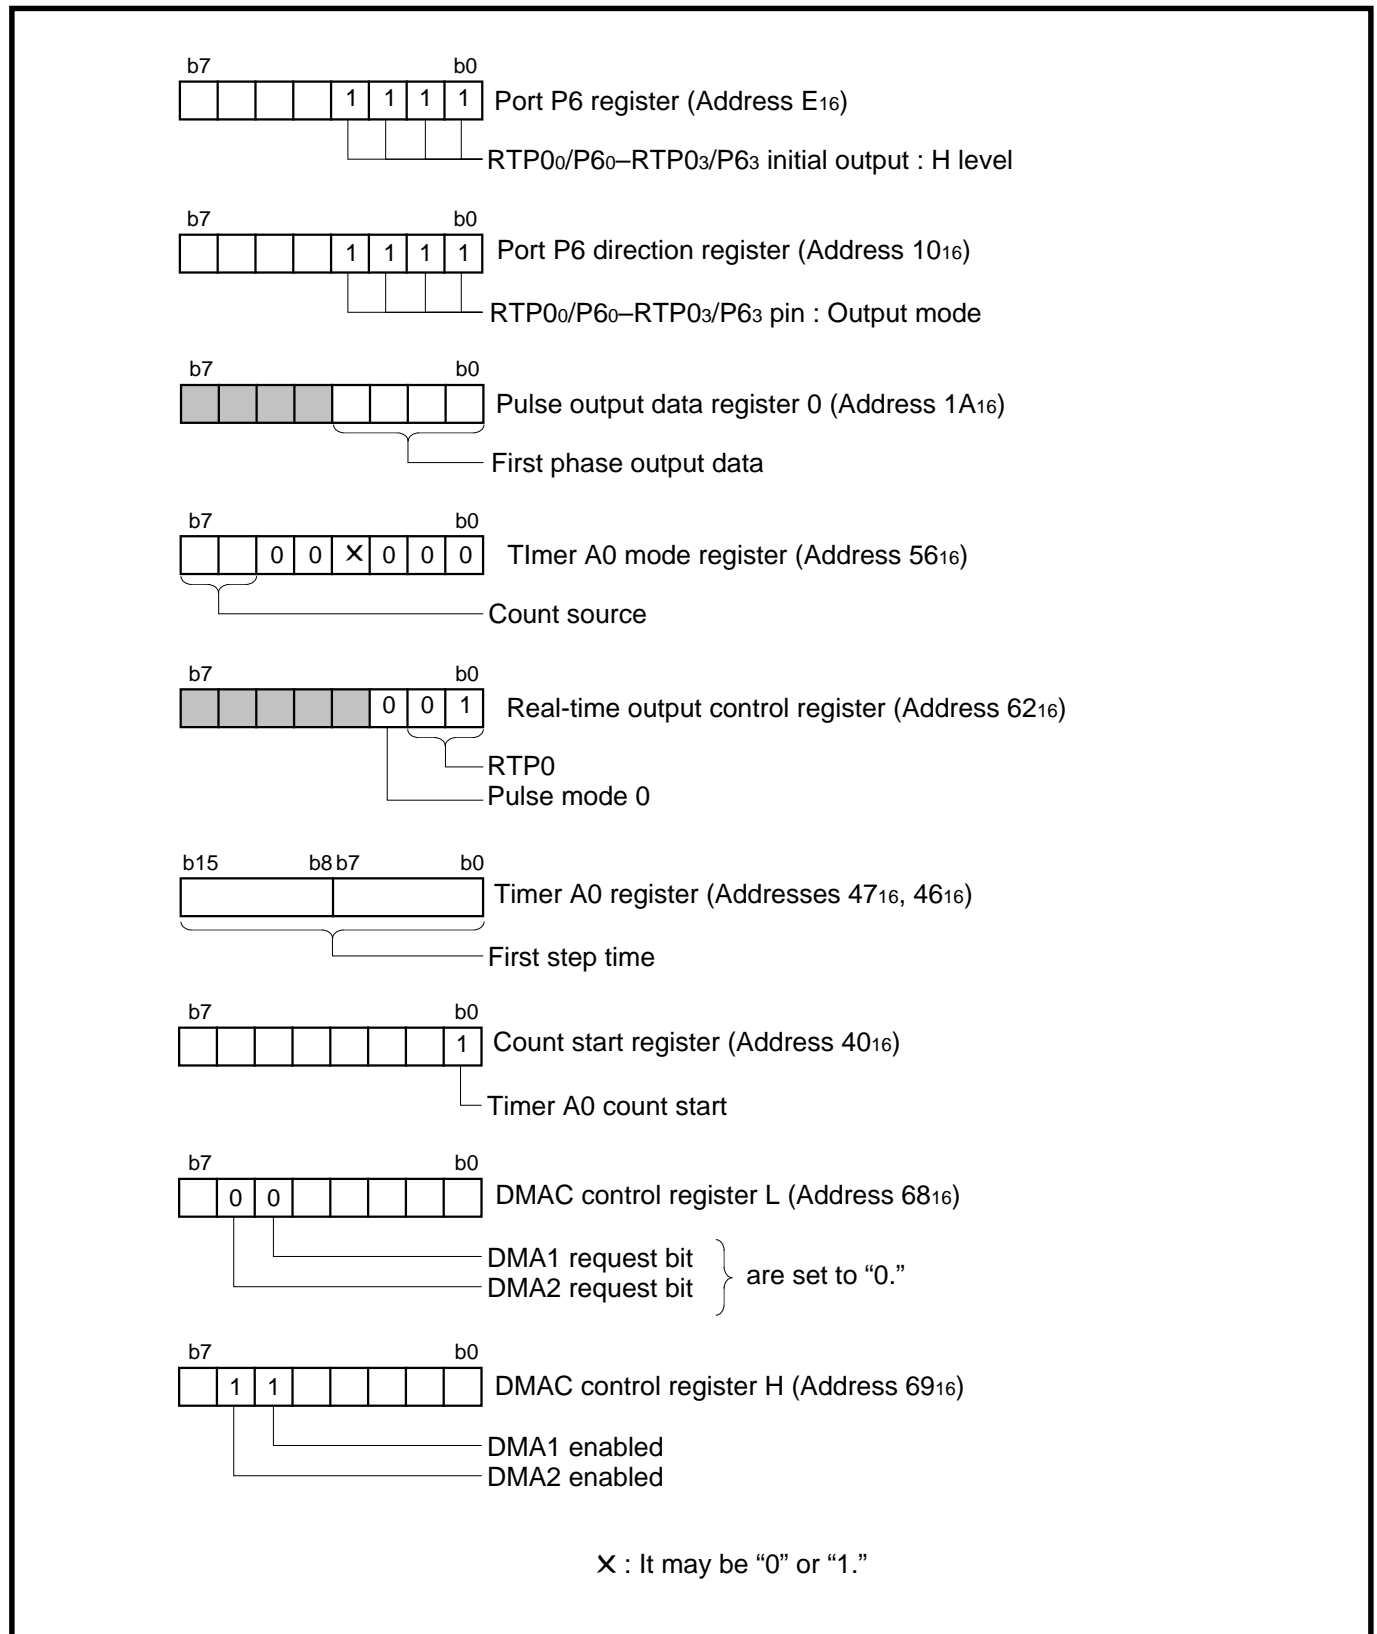 b7 b0
1 1 1 1 Port P6 register (Address E16)
RTP00/P60–RTP03/P63 initial output : H level
b7 b0
1 1 1 1 Port P6 direction register (Address 1016)
RTP00/P60–RTP03/P63 pin : Output mode
b7 b0
Pulse output data register 0 (Address 1A16)
First phase output data
b7 b0
0 0 × 0 0 0 TImer A0 mode register (Address 5616)
Count source
b7 b0
0 0 1 Real-time output control register (Address 6216)
RTP0
Pulse mode 0
b15 b8 b7 b0
Timer A0 register (Addresses 4716, 4616)
First step time
b7 b0
1 Count start register (Address 4016)
Timer A0 count start
b7 b0
0 0 DMAC control register L (Address 6816)
DMA1 request bit
are set to “0.”
DMA2 request bit
b7 b0
1 1 DMAC control register H (Address 6916)
DMA1 enabled
DMA2 enabled
× : It may be “0” or “1.”